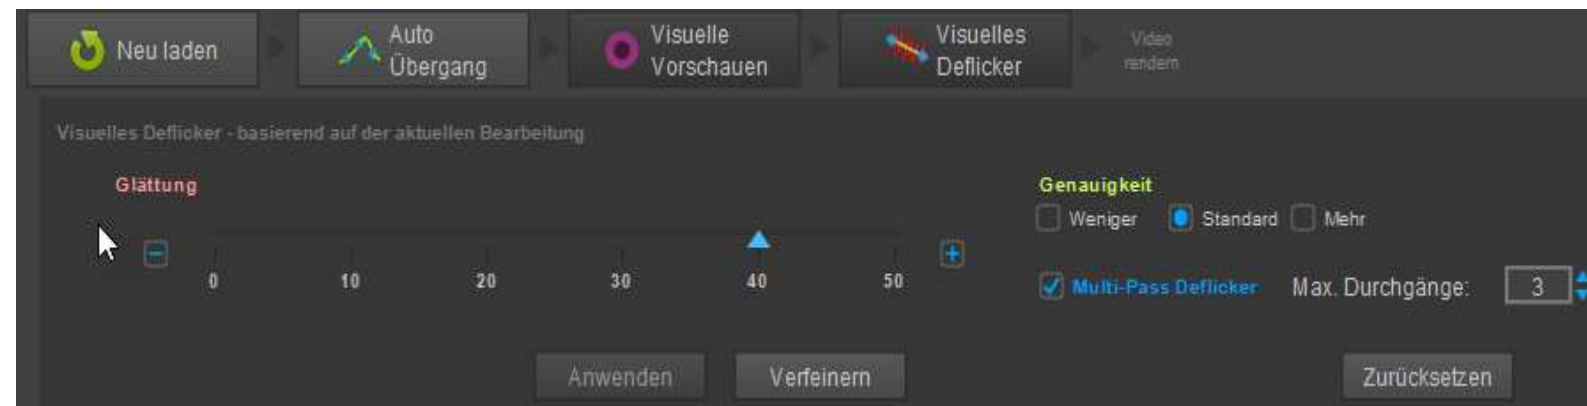 Neu laden
Auto
Übergang
Visuelle
Vorschauen
Visuelles
Deflicker
Video
rendern
Visuelles Deflicker - basierend auf der aktuellen Bearbeitung
Glättung
0 10 20 30 40 50
Genauigkeit
Weniger Standard Mehr
Multi-Pass Deflicker Max. Durchgänge: 3
Anwenden Verfeinern Zurücksetzen